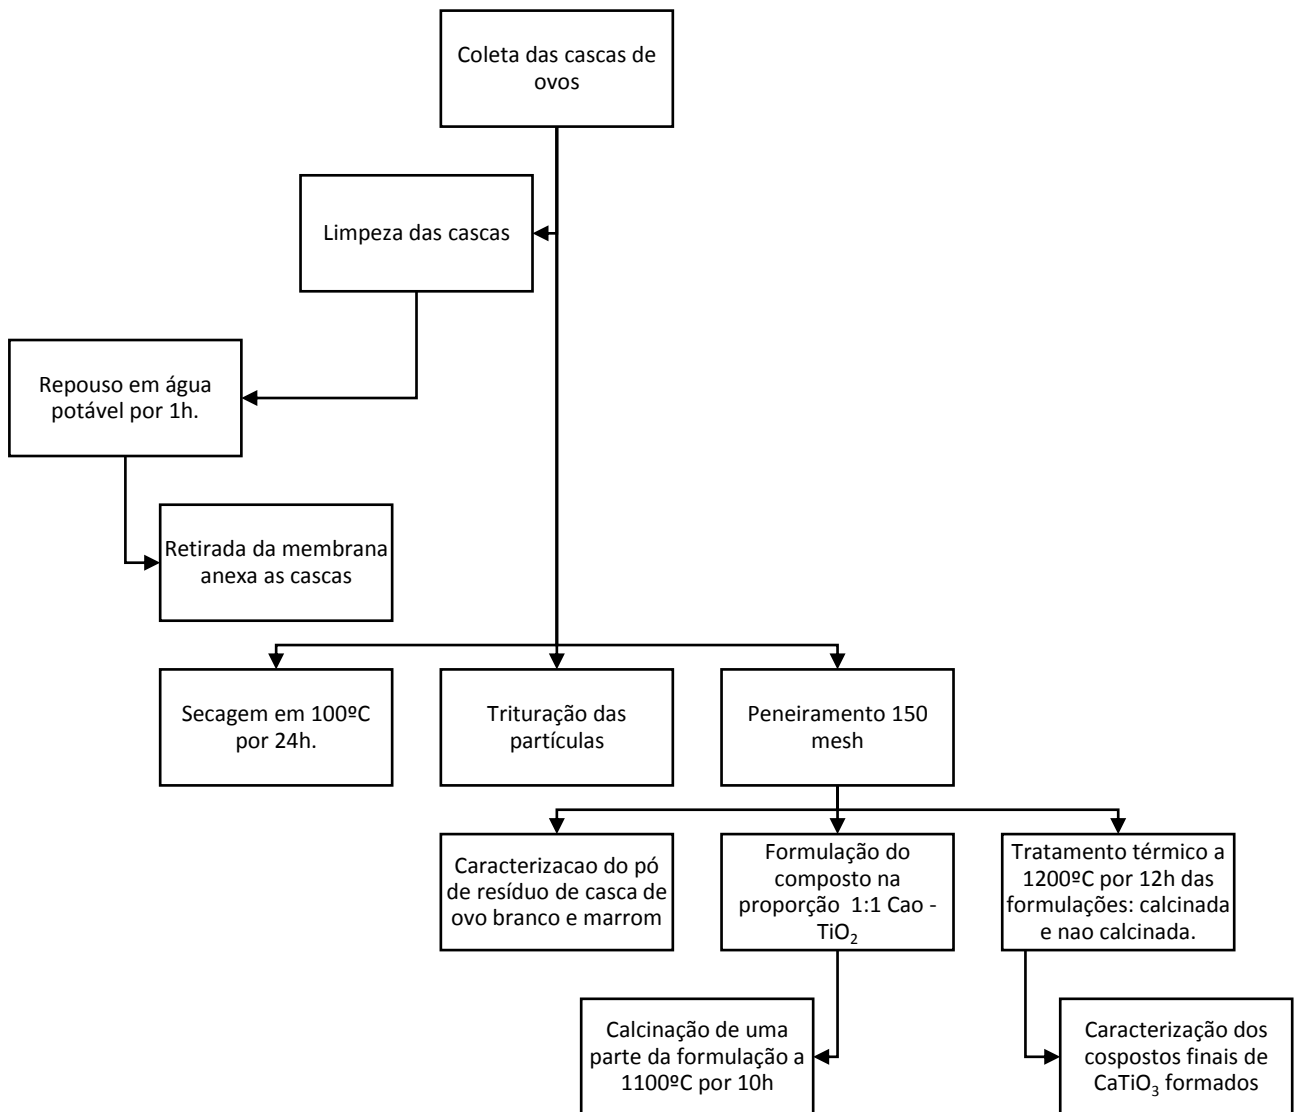 Coleta das cascas de
ovos
Limpeza das cascas
Repouso em água
potável por 1h.
Retirada da membrana
anexa as cascas
Secagem em 100ºC
por 24h.
Trituração das
partículas
Peneiramento 150
mesh
Caracterizacao do pó
de resíduo de casca de
ovo branco e marrom
Formulação do
composto na
proporção 1:1 Cao -
TiO₂
Tratamento térmico a
1200ºC por 12h das
formulações: calcinada
e nao calcinada.
Calcinação de uma
parte da formulação a
1100ºC por 10h
Caracterização dos
cospostos finais de
CaTiO₃ formados